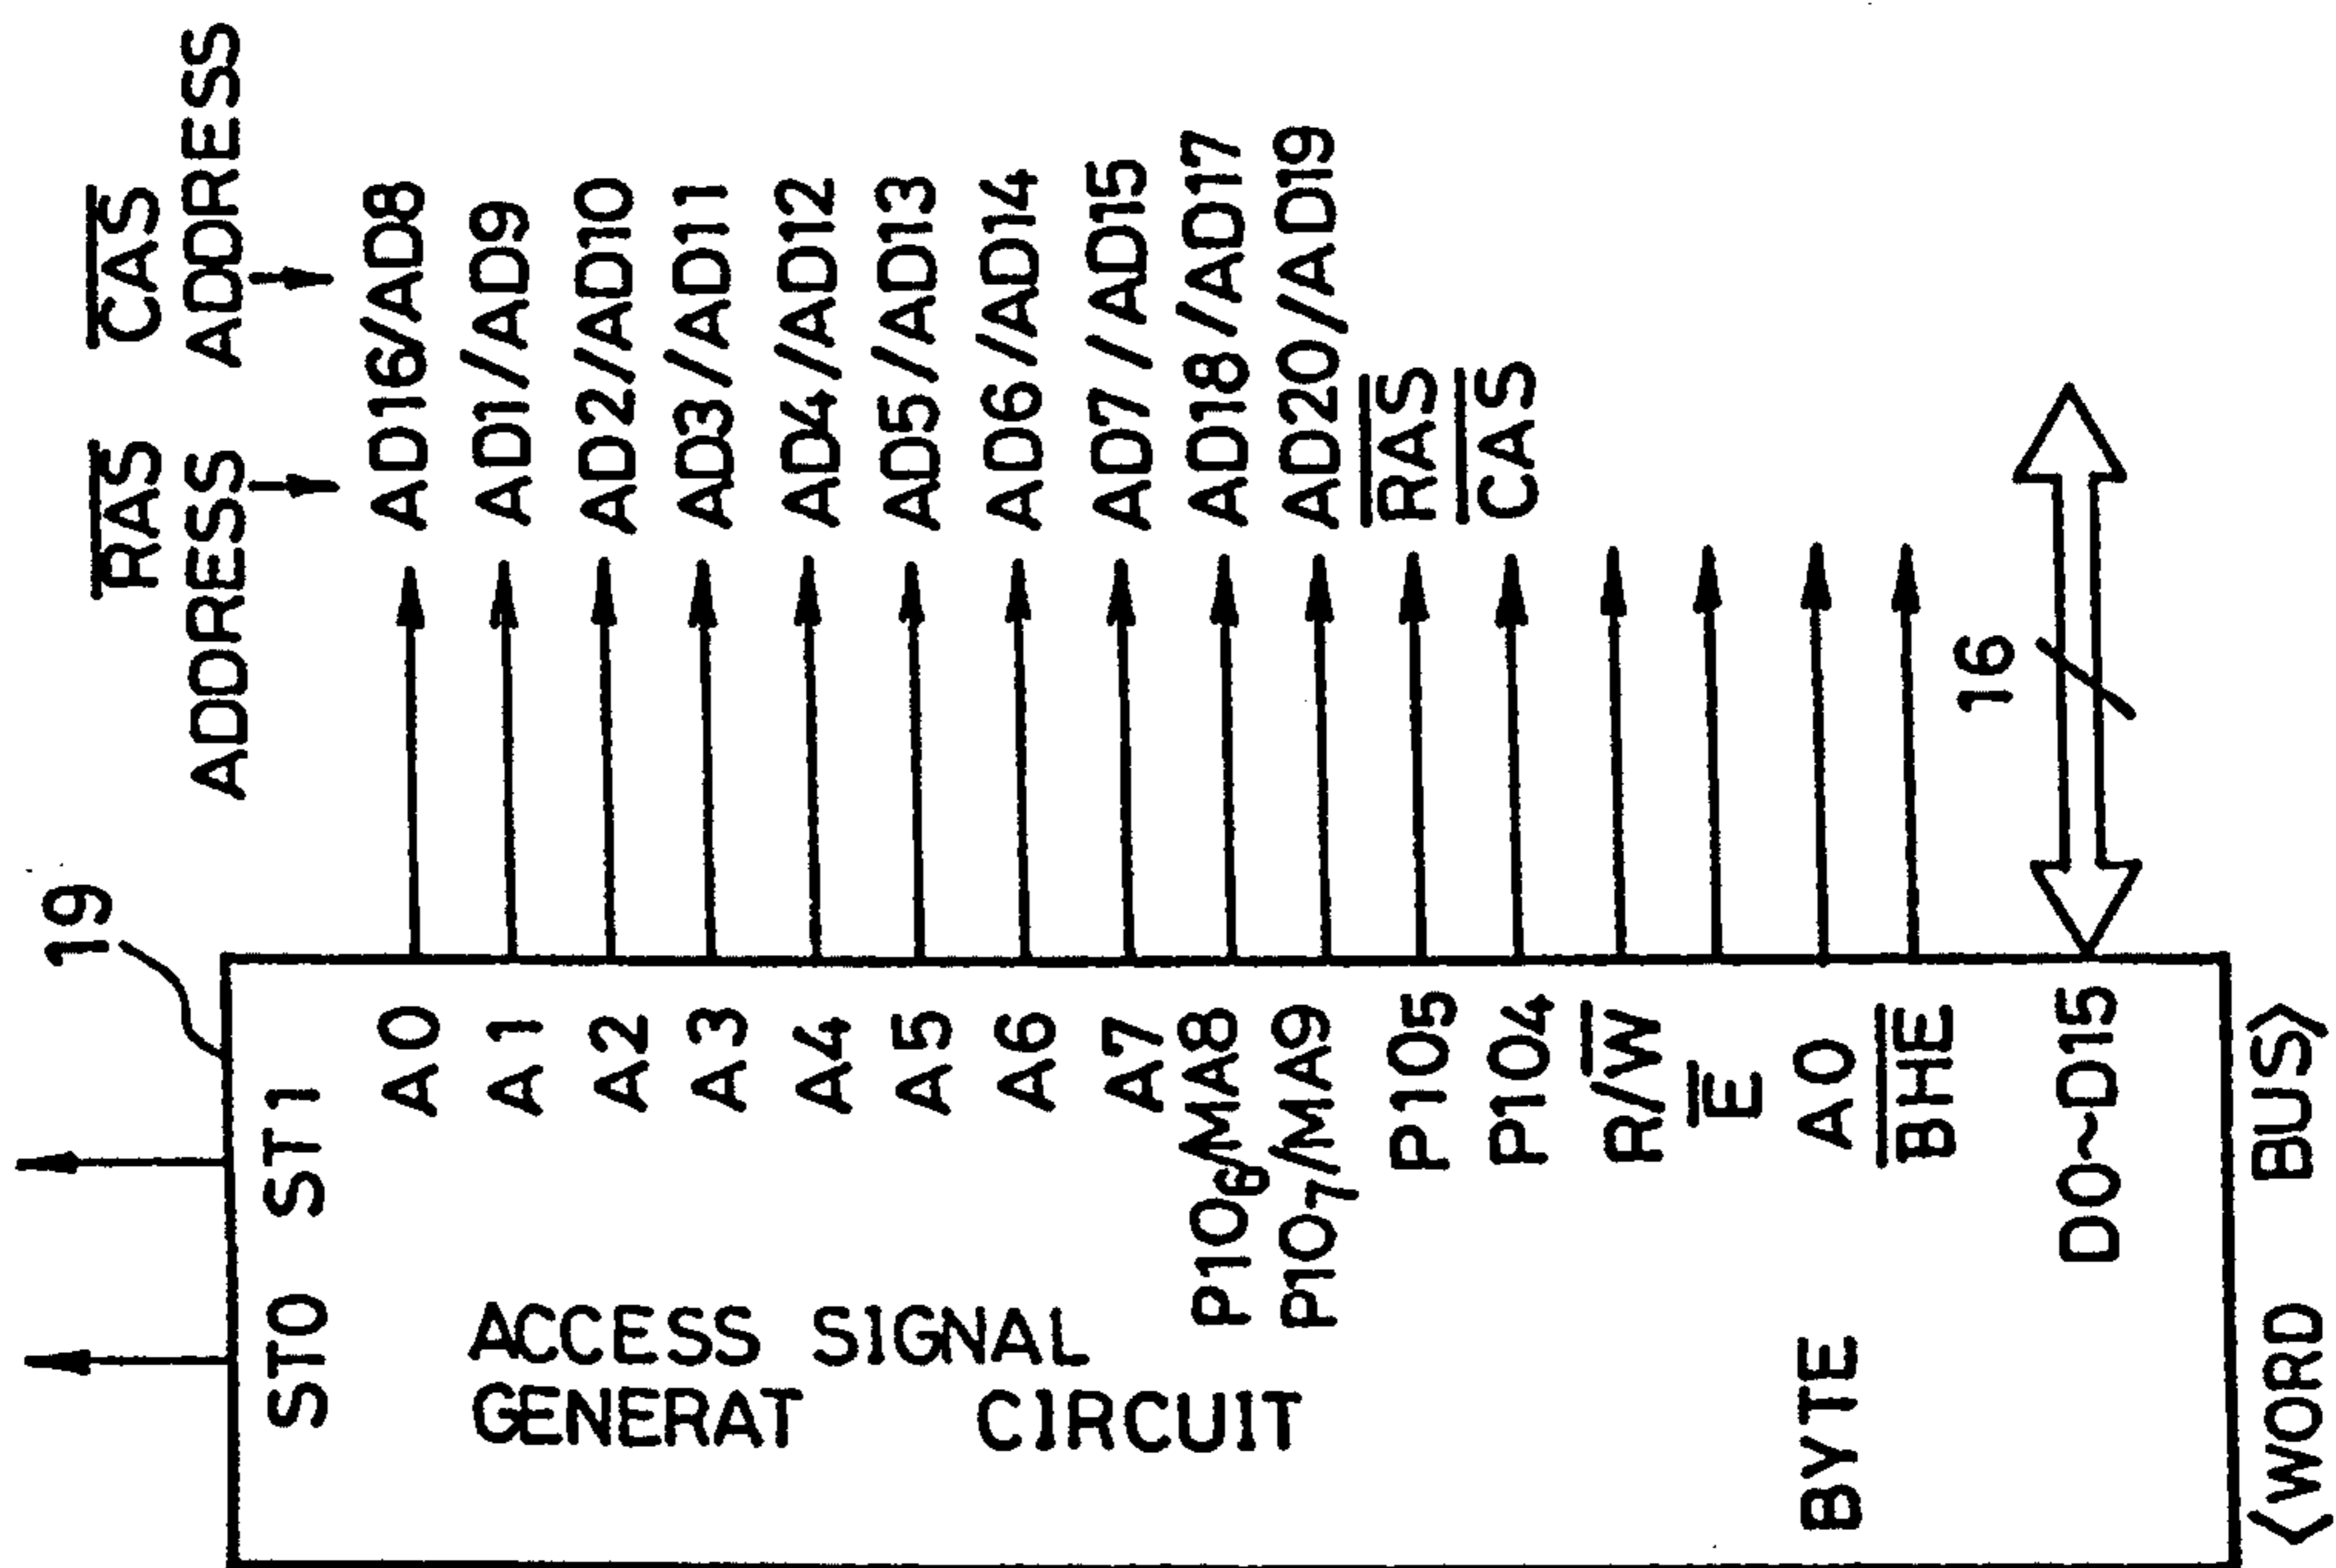 19
RAS
ADDRESS
CAS
ADDRESS
ST0 ST1
A0 AD16/AD8
A1 AD1//AD9
A2 AD2//AD10
A3 AD3//AD11
A4 AD4//AD12
A5 AD5//AD13
A6 AD6//AD14
A7 AD7//AD15
P106/MA8 AD18//AD17
P107/MA9 AD20//AD19
P105 RAS
P104 CAS
R/W
E
BYTE A0
BHE
D0~D15 16
ACCESS SIGNAL
GENERAT CIRCUIT
〈WORD BUS〉